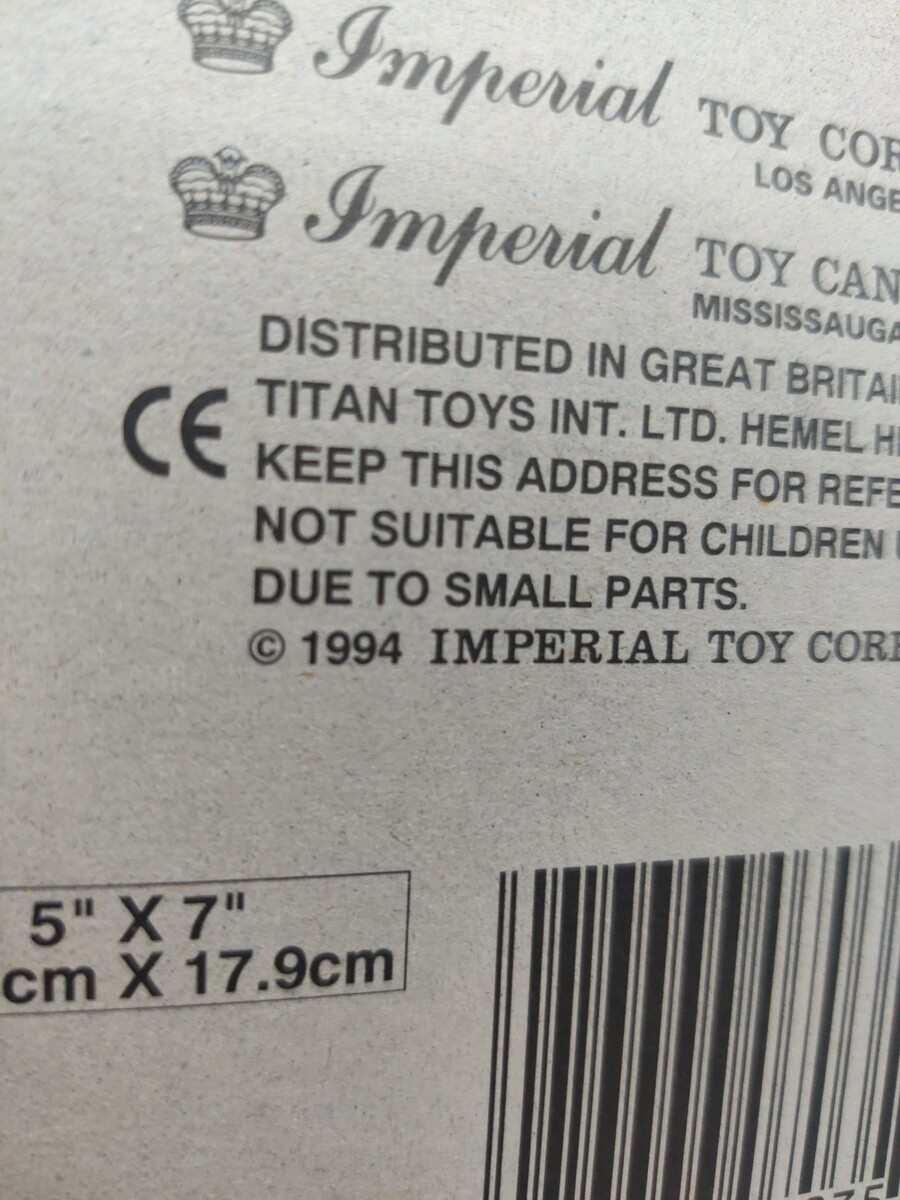 Imperial TOY COR
LOS ANGE
Imperial TOY CAN
MISSISSAUGA
DISTRIBUTED IN GREAT BRITAI
TITAN TOYS INT. LTD. HEMEL H
KEEP THIS ADDRESS FOR REFE
NOT SUITABLE FOR CHILDREN U
CE
DUE TO SMALL PARTS.
© 1994 IMPERIAL TOY COR
5" X 7"
cm X 17.9cm